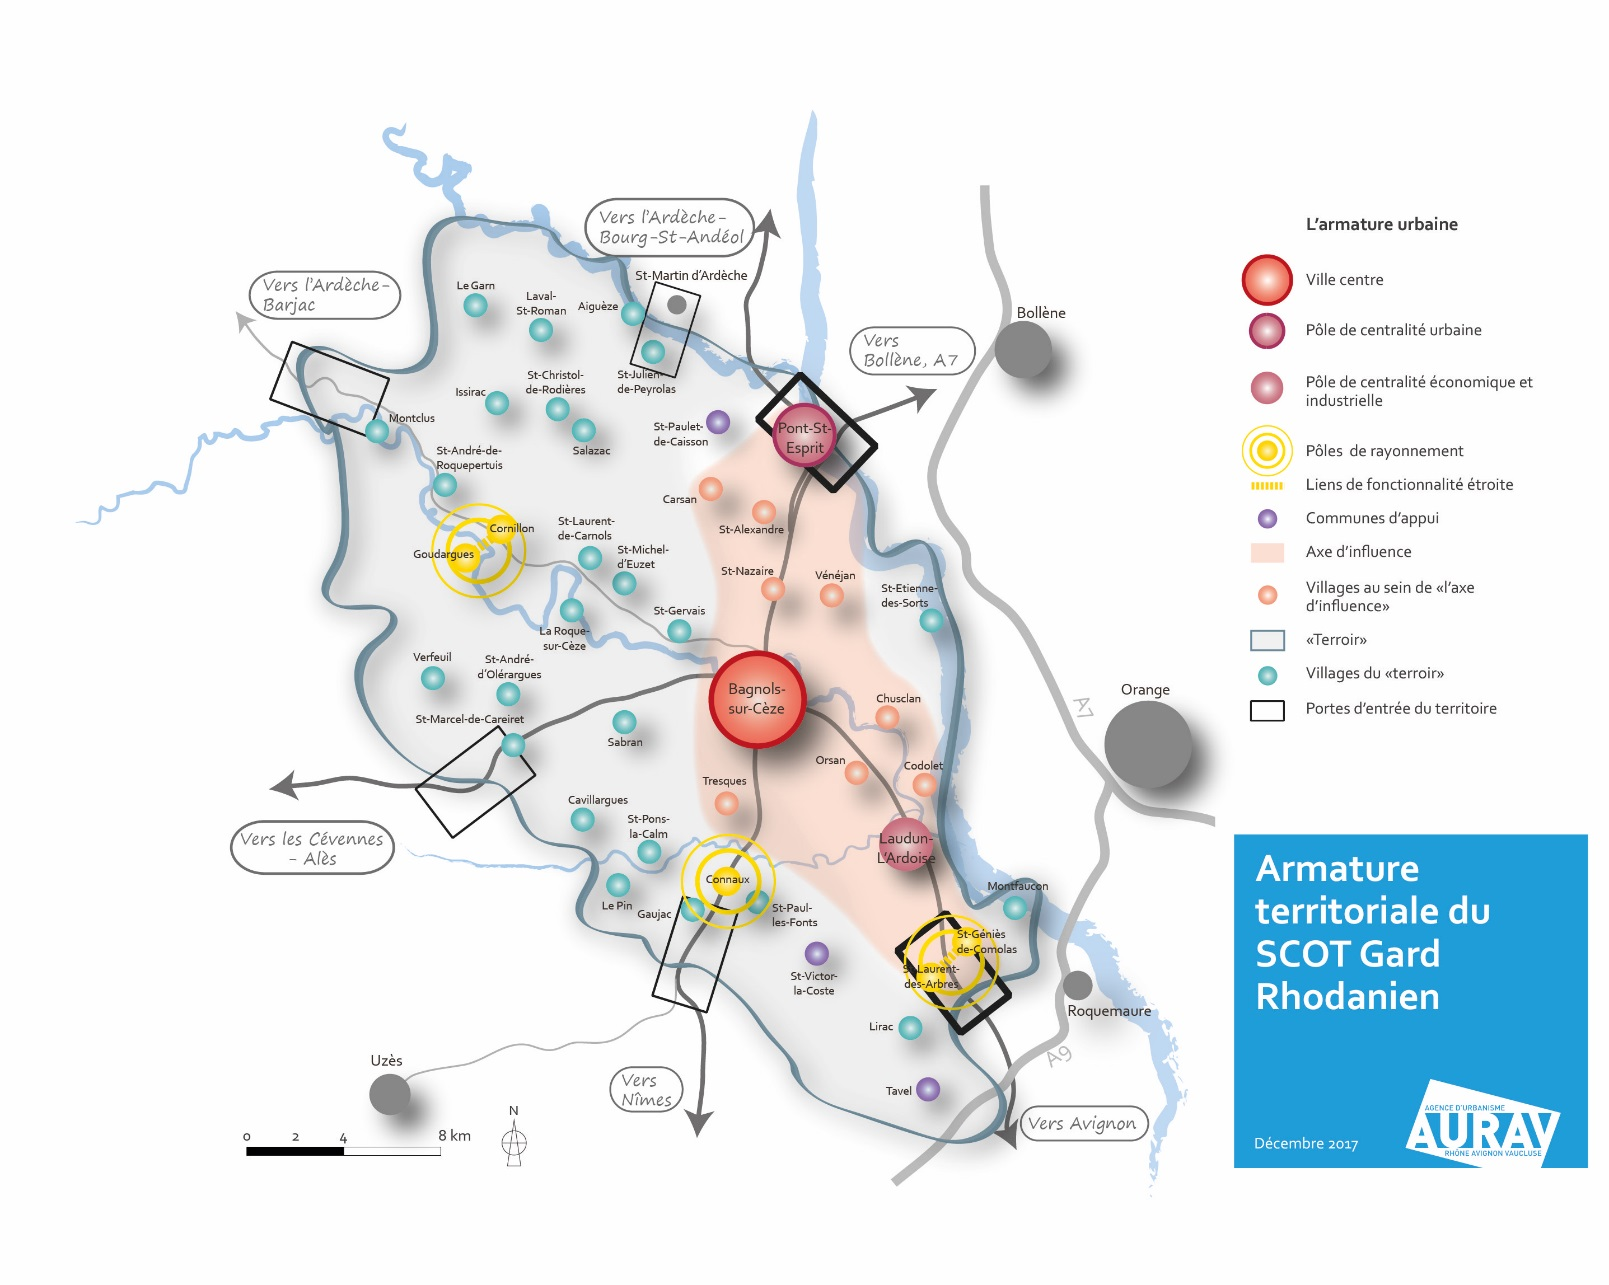 Vers l'Ardèche-
Bourg-St-Andéol
Vers l'Ardèche-
Barjac
St-Martin d'Ardèche
Le Garn
Laval-
St-Roman
Aiguèze
Bollène
Vers
Bollène, A7
St-Christol-
de-Rodières
St-Julien-
de-Peyrolas
Issirac
Montclus
St-Paulet-
de-Caisson
Pont-St-
Esprit
Salazac
St-André-de-
Roquepertuis
Carsan
St-Alexandre
Cornillon
Goudargues
St-Laurent-
de-Carnols
St-Michel-
d'Euzet
St-Nazaire
Vénéjan
St-Etienne-
des-Sorts
St-Gervais
La Roque-
sur-Cèze
Verfeuil
St-André-
d'Olérargues
St-Marcel-de-Careiret
Sabran
Bagnols-
sur-Cèze
Chusclan
Orsan
Codolet
Tresques
A7
Orange
Cavillargues
St-Pons-
la-Calm
Vers les Cévennes
- Alès
Laudun-
L'Ardoise
Connaux
Le Pin
Gaujac
St-Paul-
les-Fonts
Montfaucon
St-Géniès
de-Comolas
St-Laurent-
des-Arbres
St-Victor-
la-Coste
Roquemaure
Lirac
A9
Uzès
Vers
Nîmes
Tavel
Vers Avignon
0 2 4 8 km
N
L'armature urbaine
Ville centre
Pôle de centralité urbaine
Pôle de centralité économique et
industrielle
Pôles de rayonnement
Liens de fonctionnalité étroite
Communes d'appui
Axe d'influence
Villages au sein de «l'axe
d'influence»
«Terroir»
Villages du «terroir»
Portes d'entrée du territoire
Armature
territoriale du
SCOT Gard
Rhodanien
Décembre 2017
AGENCE D'URBANISME
AURAV
RHÔNE AVIGNON VAUCLUSE